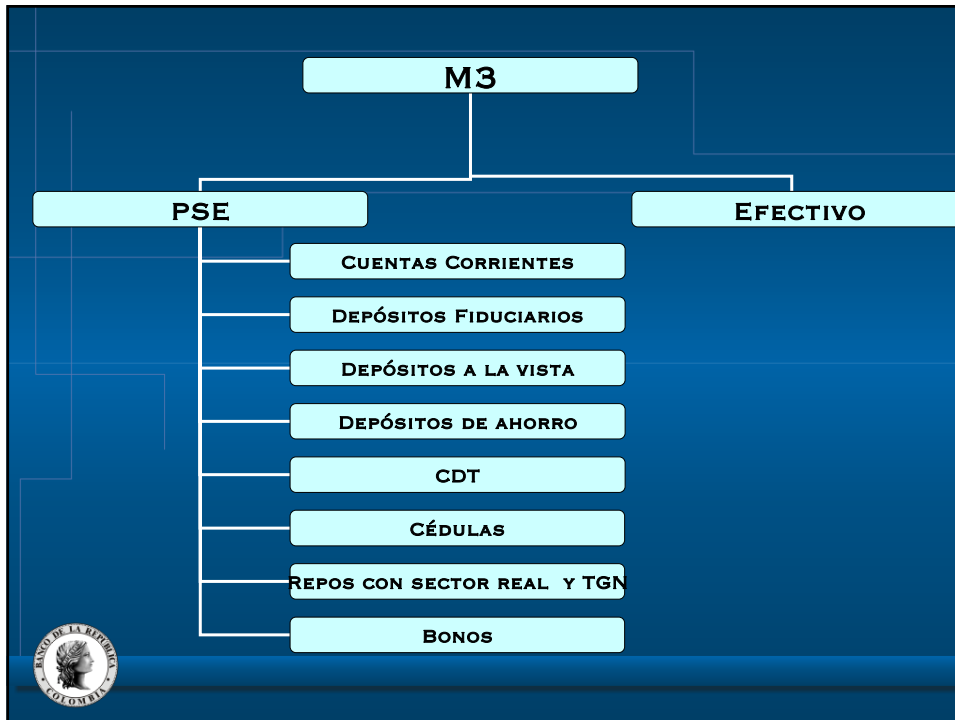 M3
PSE
Efectivo
Cuentas Corrientes
Depósitos Fiduciarios
Depósitos a la vista
Depósitos de ahorro
CDT
Cédulas
Repos con sector real y TGN
Bonos
BANCO DE LA REPÚBLICA
COLOMBIA